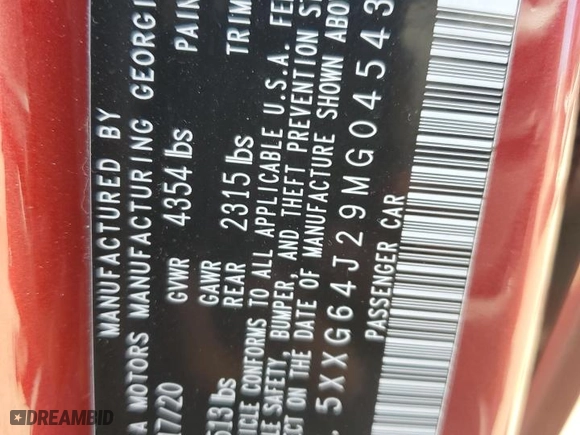 MANUFACTURED BY
A MOTORS MANUFACTURING GEORGI
7/20 GVWR 4354 lbs PAIN
613 lbs GAWR REAR 2315 lbs TRIM
ICLE CONFORMS TO ALL APPLICABLE U.S.A. FE
LE SAFETY, BUMPER, AND THEFT PREVENTION S
ECT ON THE DATE OF MANUFACTURE SHOWN ABO
5XXG64J29MG04543
PASSENGER CAR
DREAMBID